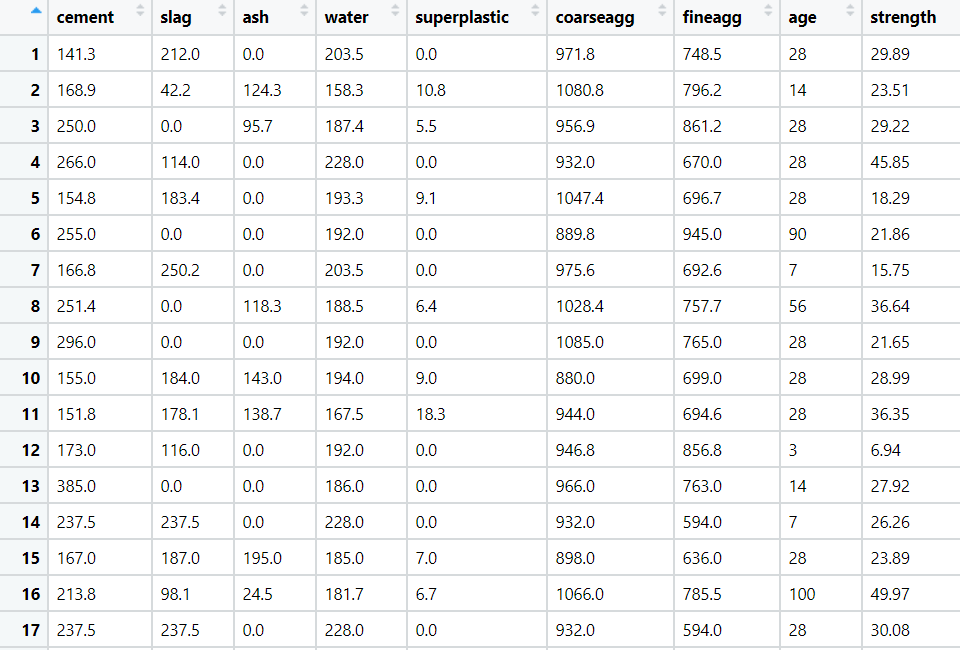 cement slag ash water superplastic coarseagg fineagg age strength
1 141.3 212.0 0.0 203.5 0.0 971.8 748.5 28 29.89
2 168.9 42.2 124.3 158.3 10.8 1080.8 796.2 14 23.51
3 250.0 0.0 95.7 187.4 5.5 956.9 861.2 28 29.22
4 266.0 114.0 0.0 228.0 0.0 932.0 670.0 28 45.85
5 154.8 183.4 0.0 193.3 9.1 1047.4 696.7 28 18.29
6 255.0 0.0 0.0 192.0 0.0 889.8 945.0 90 21.86
7 166.8 250.2 0.0 203.5 0.0 975.6 692.6 7 15.75
8 251.4 0.0 118.3 188.5 6.4 1028.4 757.7 56 36.64
9 296.0 0.0 0.0 192.0 0.0 1085.0 765.0 28 21.65
10 155.0 184.0 143.0 194.0 9.0 880.0 699.0 28 28.99
11 151.8 178.1 138.7 167.5 18.3 944.0 694.6 28 36.35
12 173.0 116.0 0.0 192.0 0.0 946.8 856.8 3 6.94
13 385.0 0.0 0.0 186.0 0.0 966.0 763.0 14 27.92
14 237.5 237.5 0.0 228.0 0.0 932.0 594.0 7 26.26
15 167.0 187.0 195.0 185.0 7.0 898.0 636.0 28 23.89
16 213.8 98.1 24.5 181.7 6.7 1066.0 785.5 100 49.97
17 237.5 237.5 0.0 228.0 0.0 932.0 594.0 28 30.08